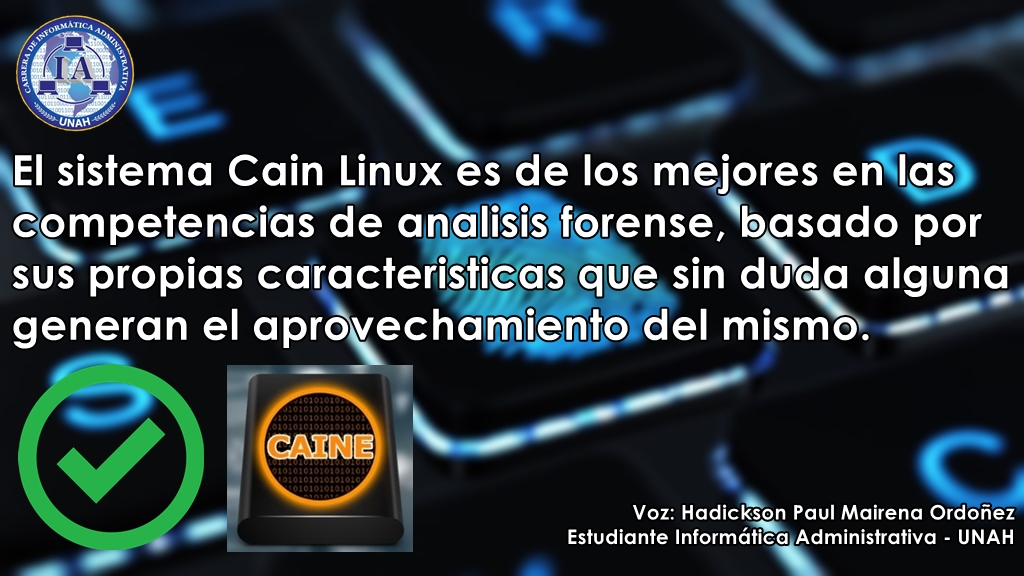 CARRERA DE INFORMÁTICA ADMINISTRATIVA
IA
UNAH
El sistema Cain Linux es de los mejores en las
competencias de analisis forense, basado por
sus propias caracteristicas que sin duda alguna
generan el aprovechamiento del mismo.
CAINE
Voz: Hadickson Paul Mairena Ordoñez
Estudiante Informática Administrativa - UNAH